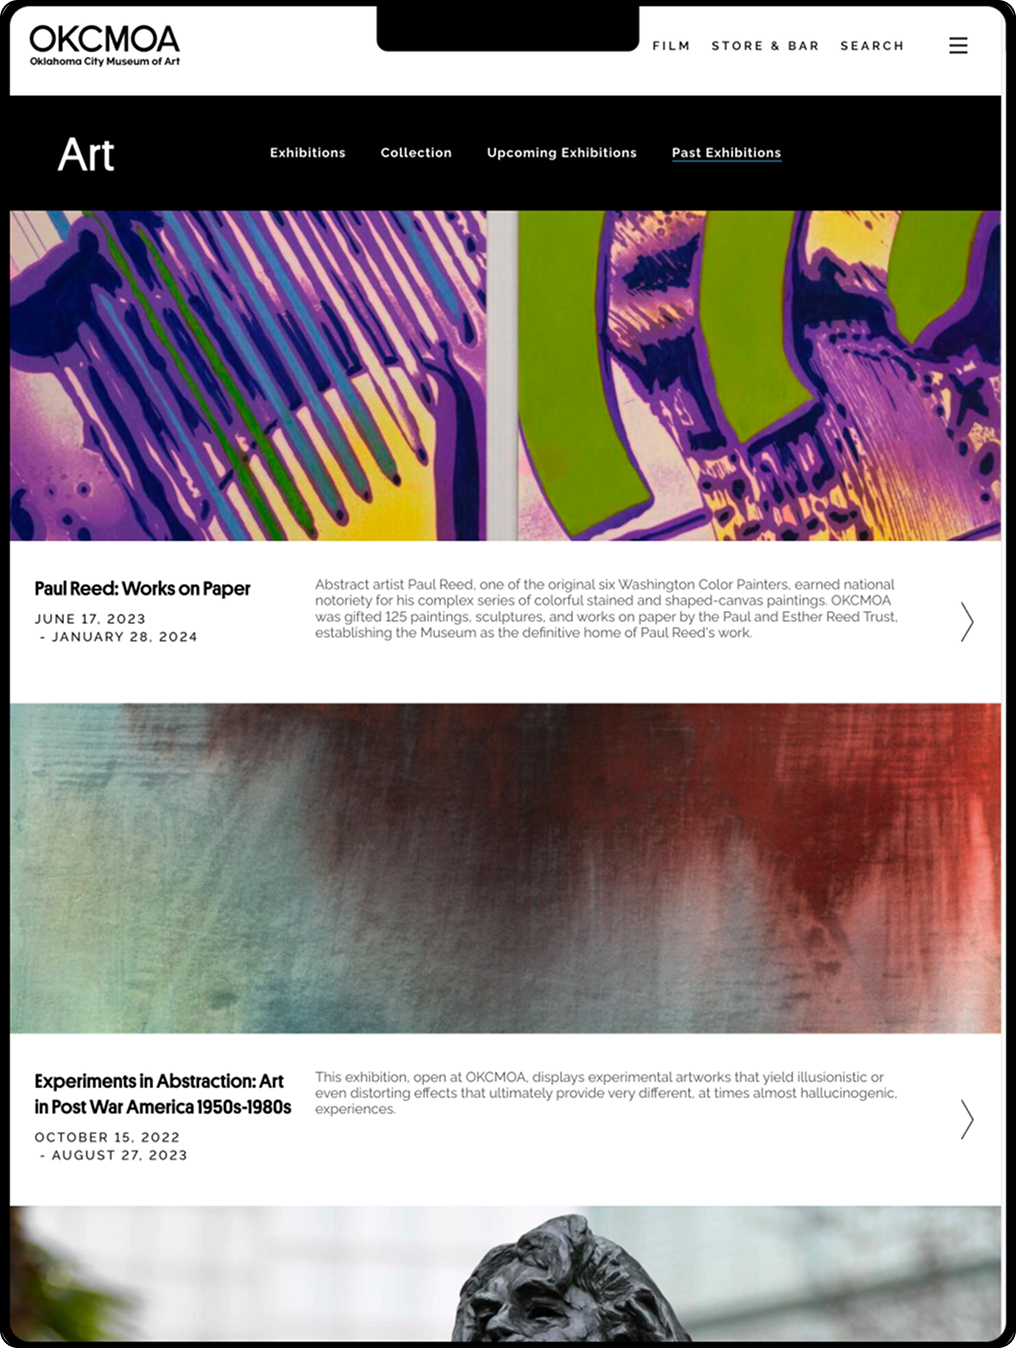 OKCMOA
Oklahoma City Museum of Art
FILM STORE & BAR SEARCH
Art
Exhibitions Collection Upcoming Exhibitions Past Exhibitions
Paul Reed: Works on Paper
JUNE 17, 2023
- JANUARY 28, 2024
Abstract artist Paul Reed, one of the original six Washington Color Painters, earned national
notoriety for his complex series of colorful stained and shaped-canvas paintings. OKCMOA
was gifted 125 paintings, sculptures, and works on paper by the Paul and Esther Reed Trust,
establishing the Museum as the definitive home of Paul Reed's work.
Experiments in Abstraction: Art
in Post War America 1950s-1980s
OCTOBER 15, 2022
- AUGUST 27, 2023
This exhibition, open at OKCMOA, displays experimental artworks that yield illusionistic or
even distorting effects that ultimately provide very different, at times almost hallucinogenic,
experiences.